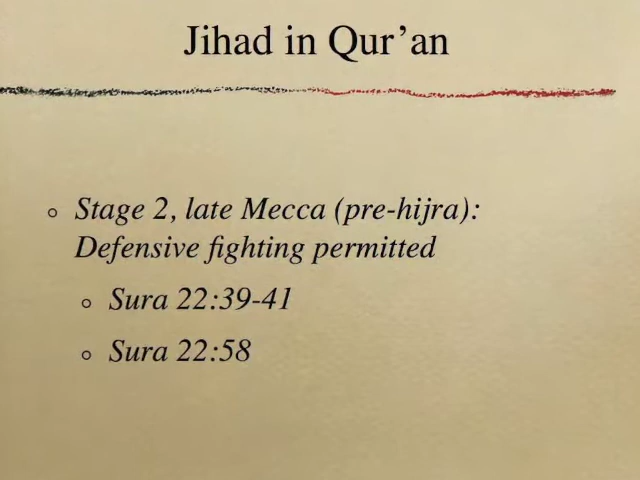 Jihad in Qur’an
Stage 2, late Mecca (pre-hijra):
Defensive fighting permitted
Sura 22:39-41
Sura 22:58